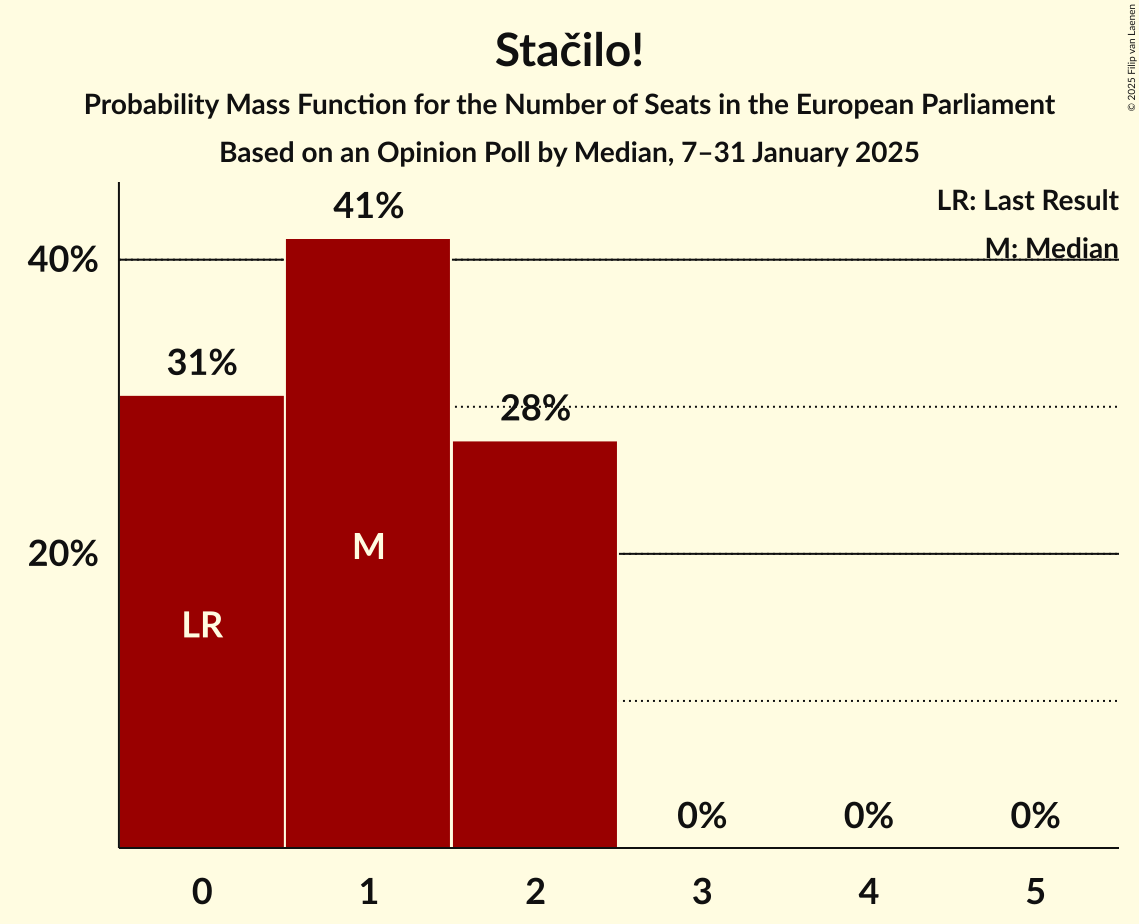 Stačilo!
Probability Mass Function for the Number of Seats in the European Parliament
Based on an Opinion Poll by Median, 7–31 January 2025
© 2025 Filip van Laenen
LR: Last Result
M: Median
41%
40%
31%
28%
M
20%
LR
0% 0% 0%
0 1 2 3 4 5